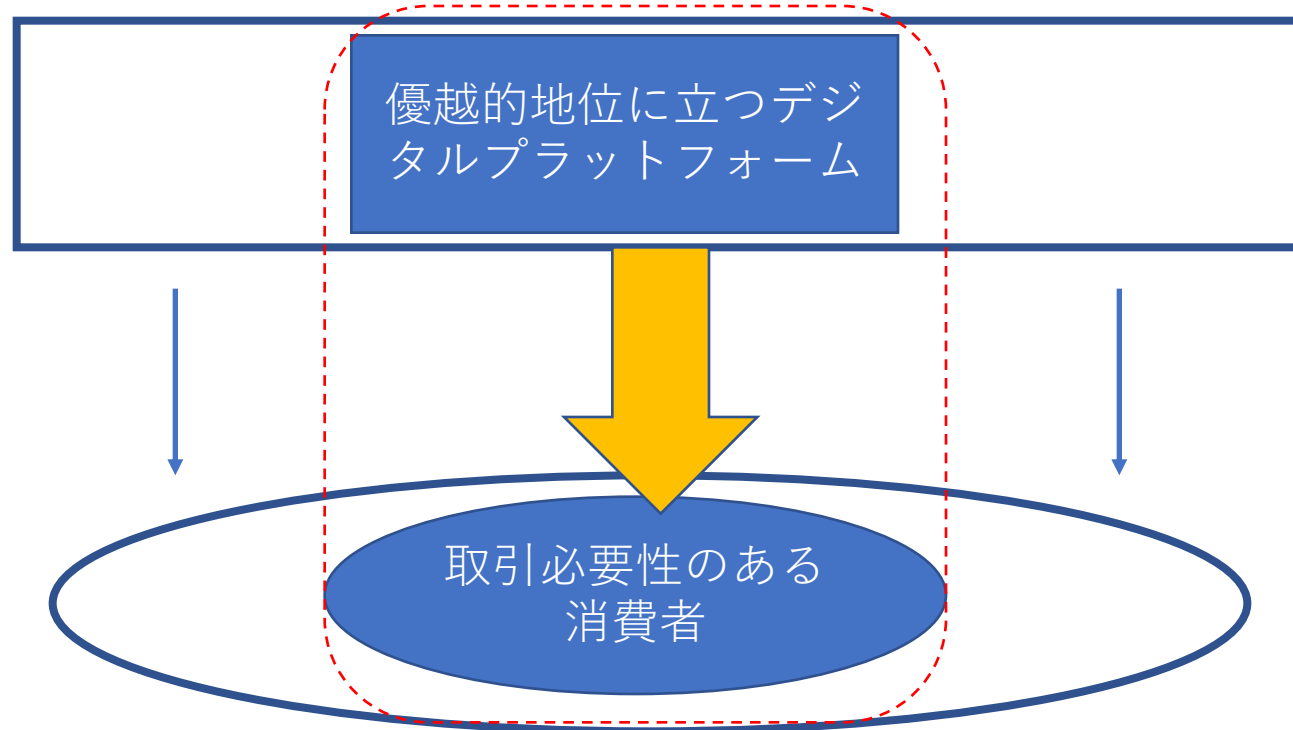 優越的地位に立つデジ
タルプラットフォーム
取引必要性のある
消費者